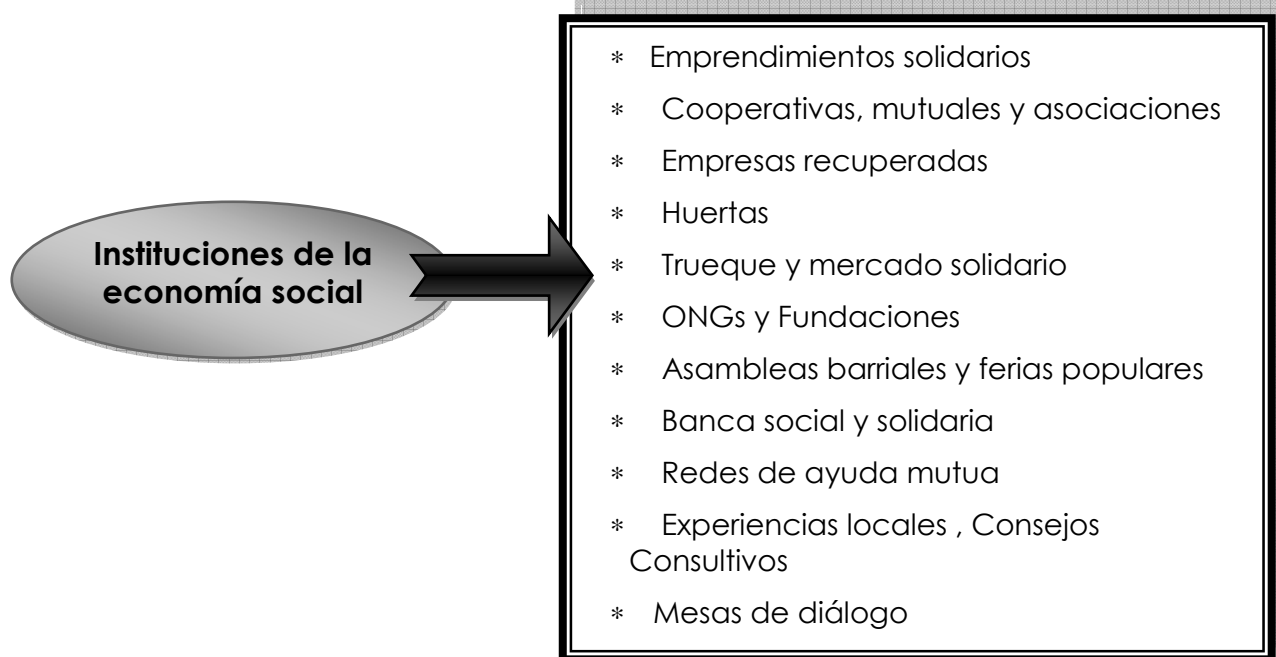 Instituciones de la
economía social
* Emprendimientos solidarios
* Cooperativas, mutuales y asociaciones
* Empresas recuperadas
* Huertas
* Trueque y mercado solidario
* ONGs y Fundaciones
* Asambleas barriales y ferias populares
* Banca social y solidaria
* Redes de ayuda mutua
* Experiencias locales , Consejos
Consultivos
* Mesas de diálogo